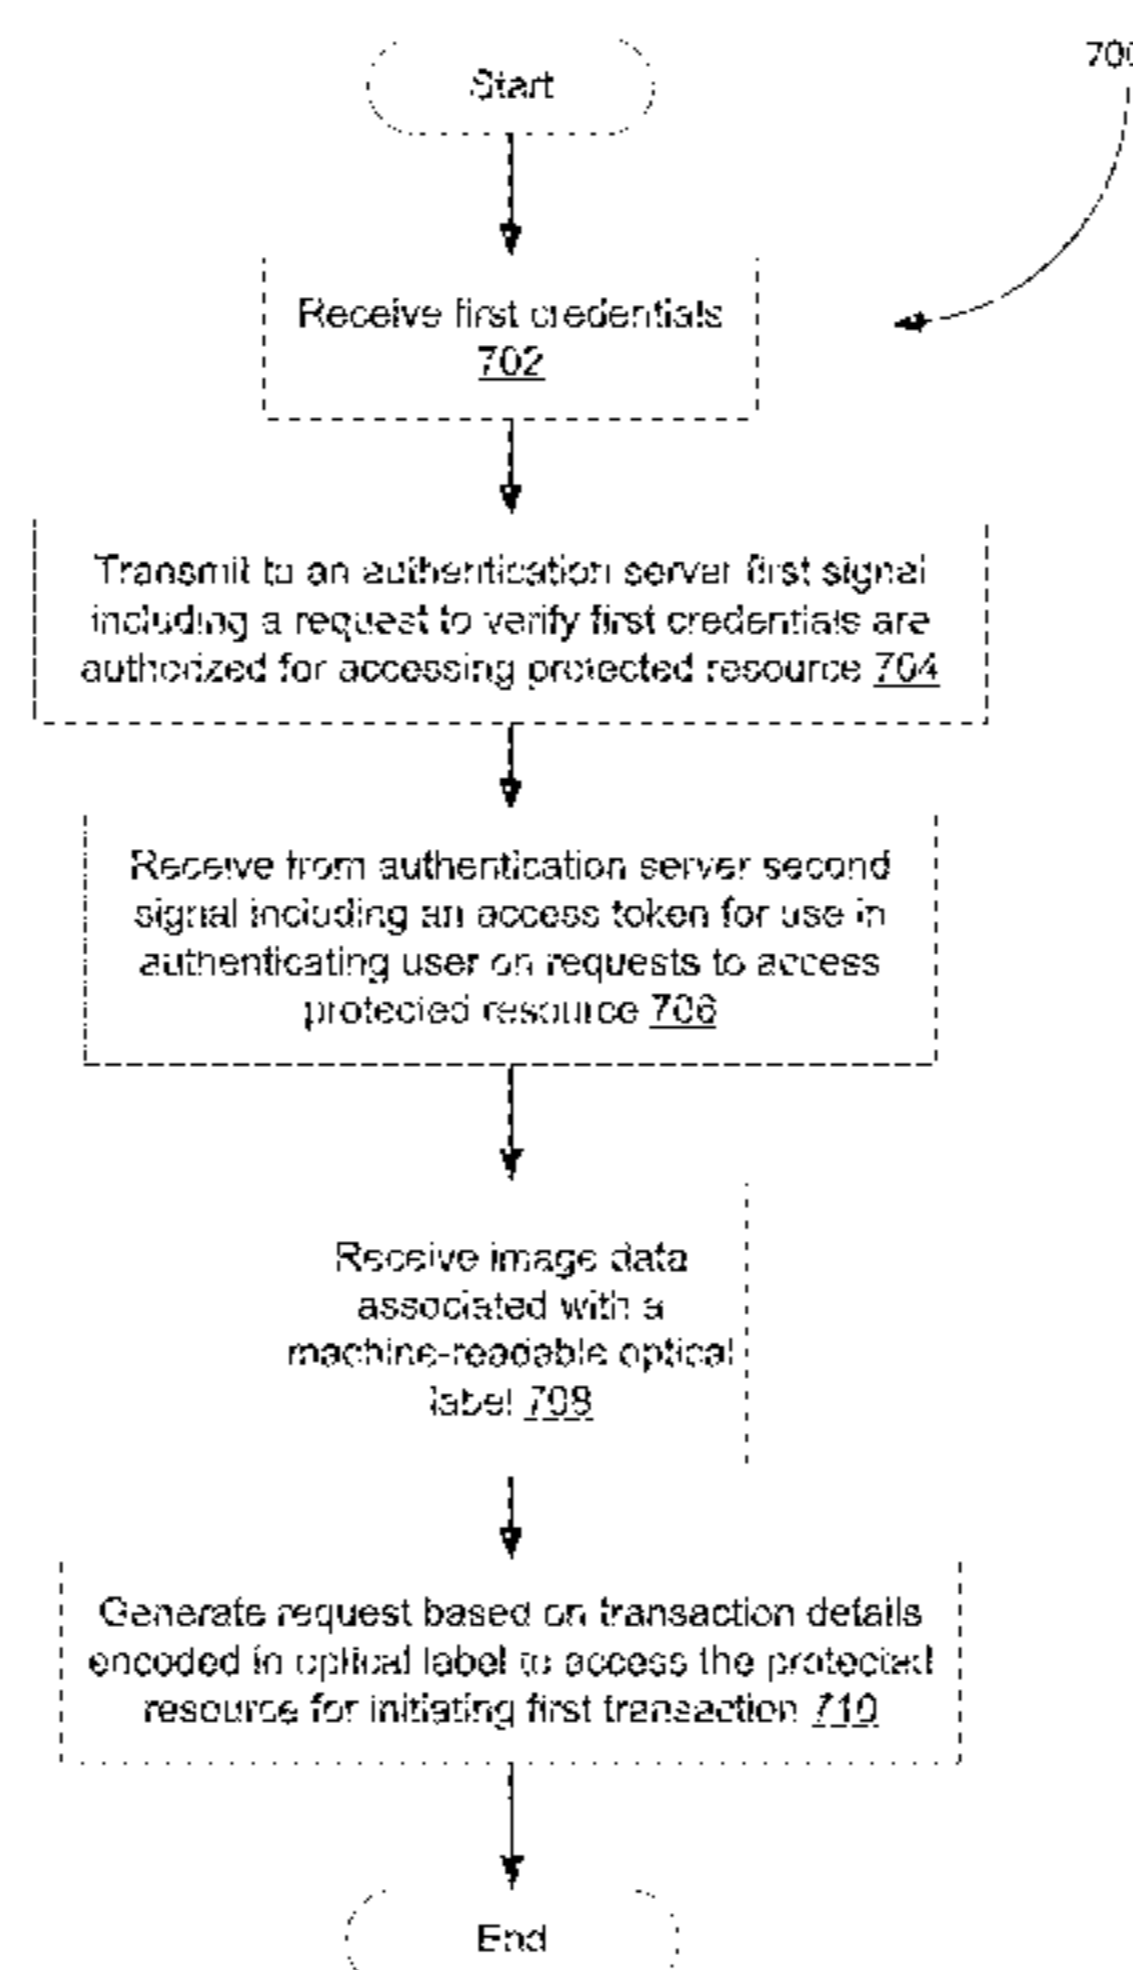 Start
700
Receive first credentials
702
Transmit to an authentication server first signal
including a request to verify first credentials are
authorized for accessing protected resource 704
Receive from authentication server second
signal including an access token for use in
authenticating user on requests to access
protected resource 706
Receive image data
associated with a
machine-readable optical
label 708
Generate request based on transaction details
encoded in optical label to access the protected
resource for initiating first transaction 710
End